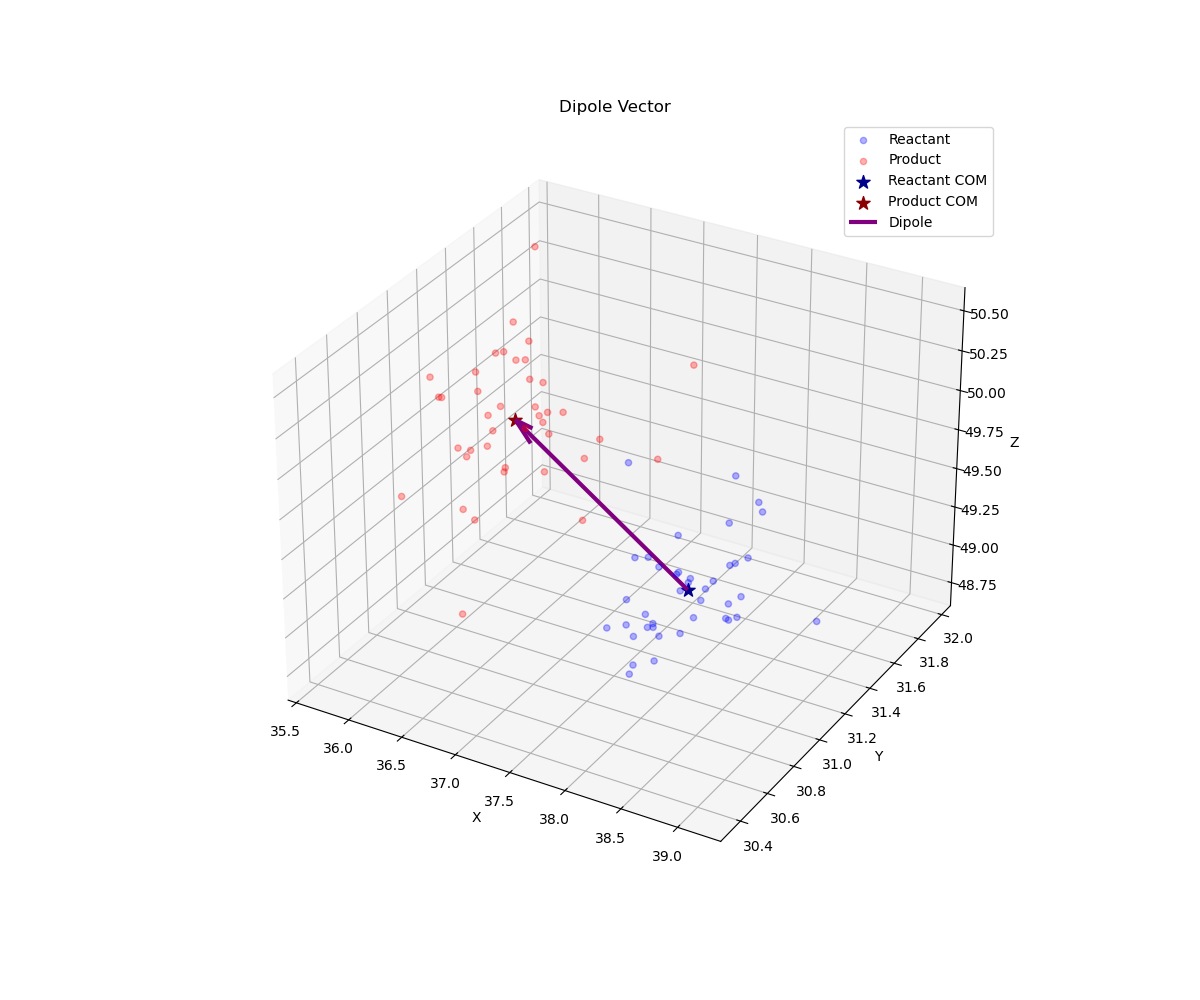 Dipole Vector
Reactant
Product
Reactant COM
Product COM
Dipole
50.50
50.25
50.00
49.75
Z
49.50
49.25
49.00
48.75
32.0
31.8
31.6
31.4
31.2
Y
31.0
30.8
30.6
30.4
35.5
36.0
36.5
37.0
37.5
X
38.0
38.5
39.0